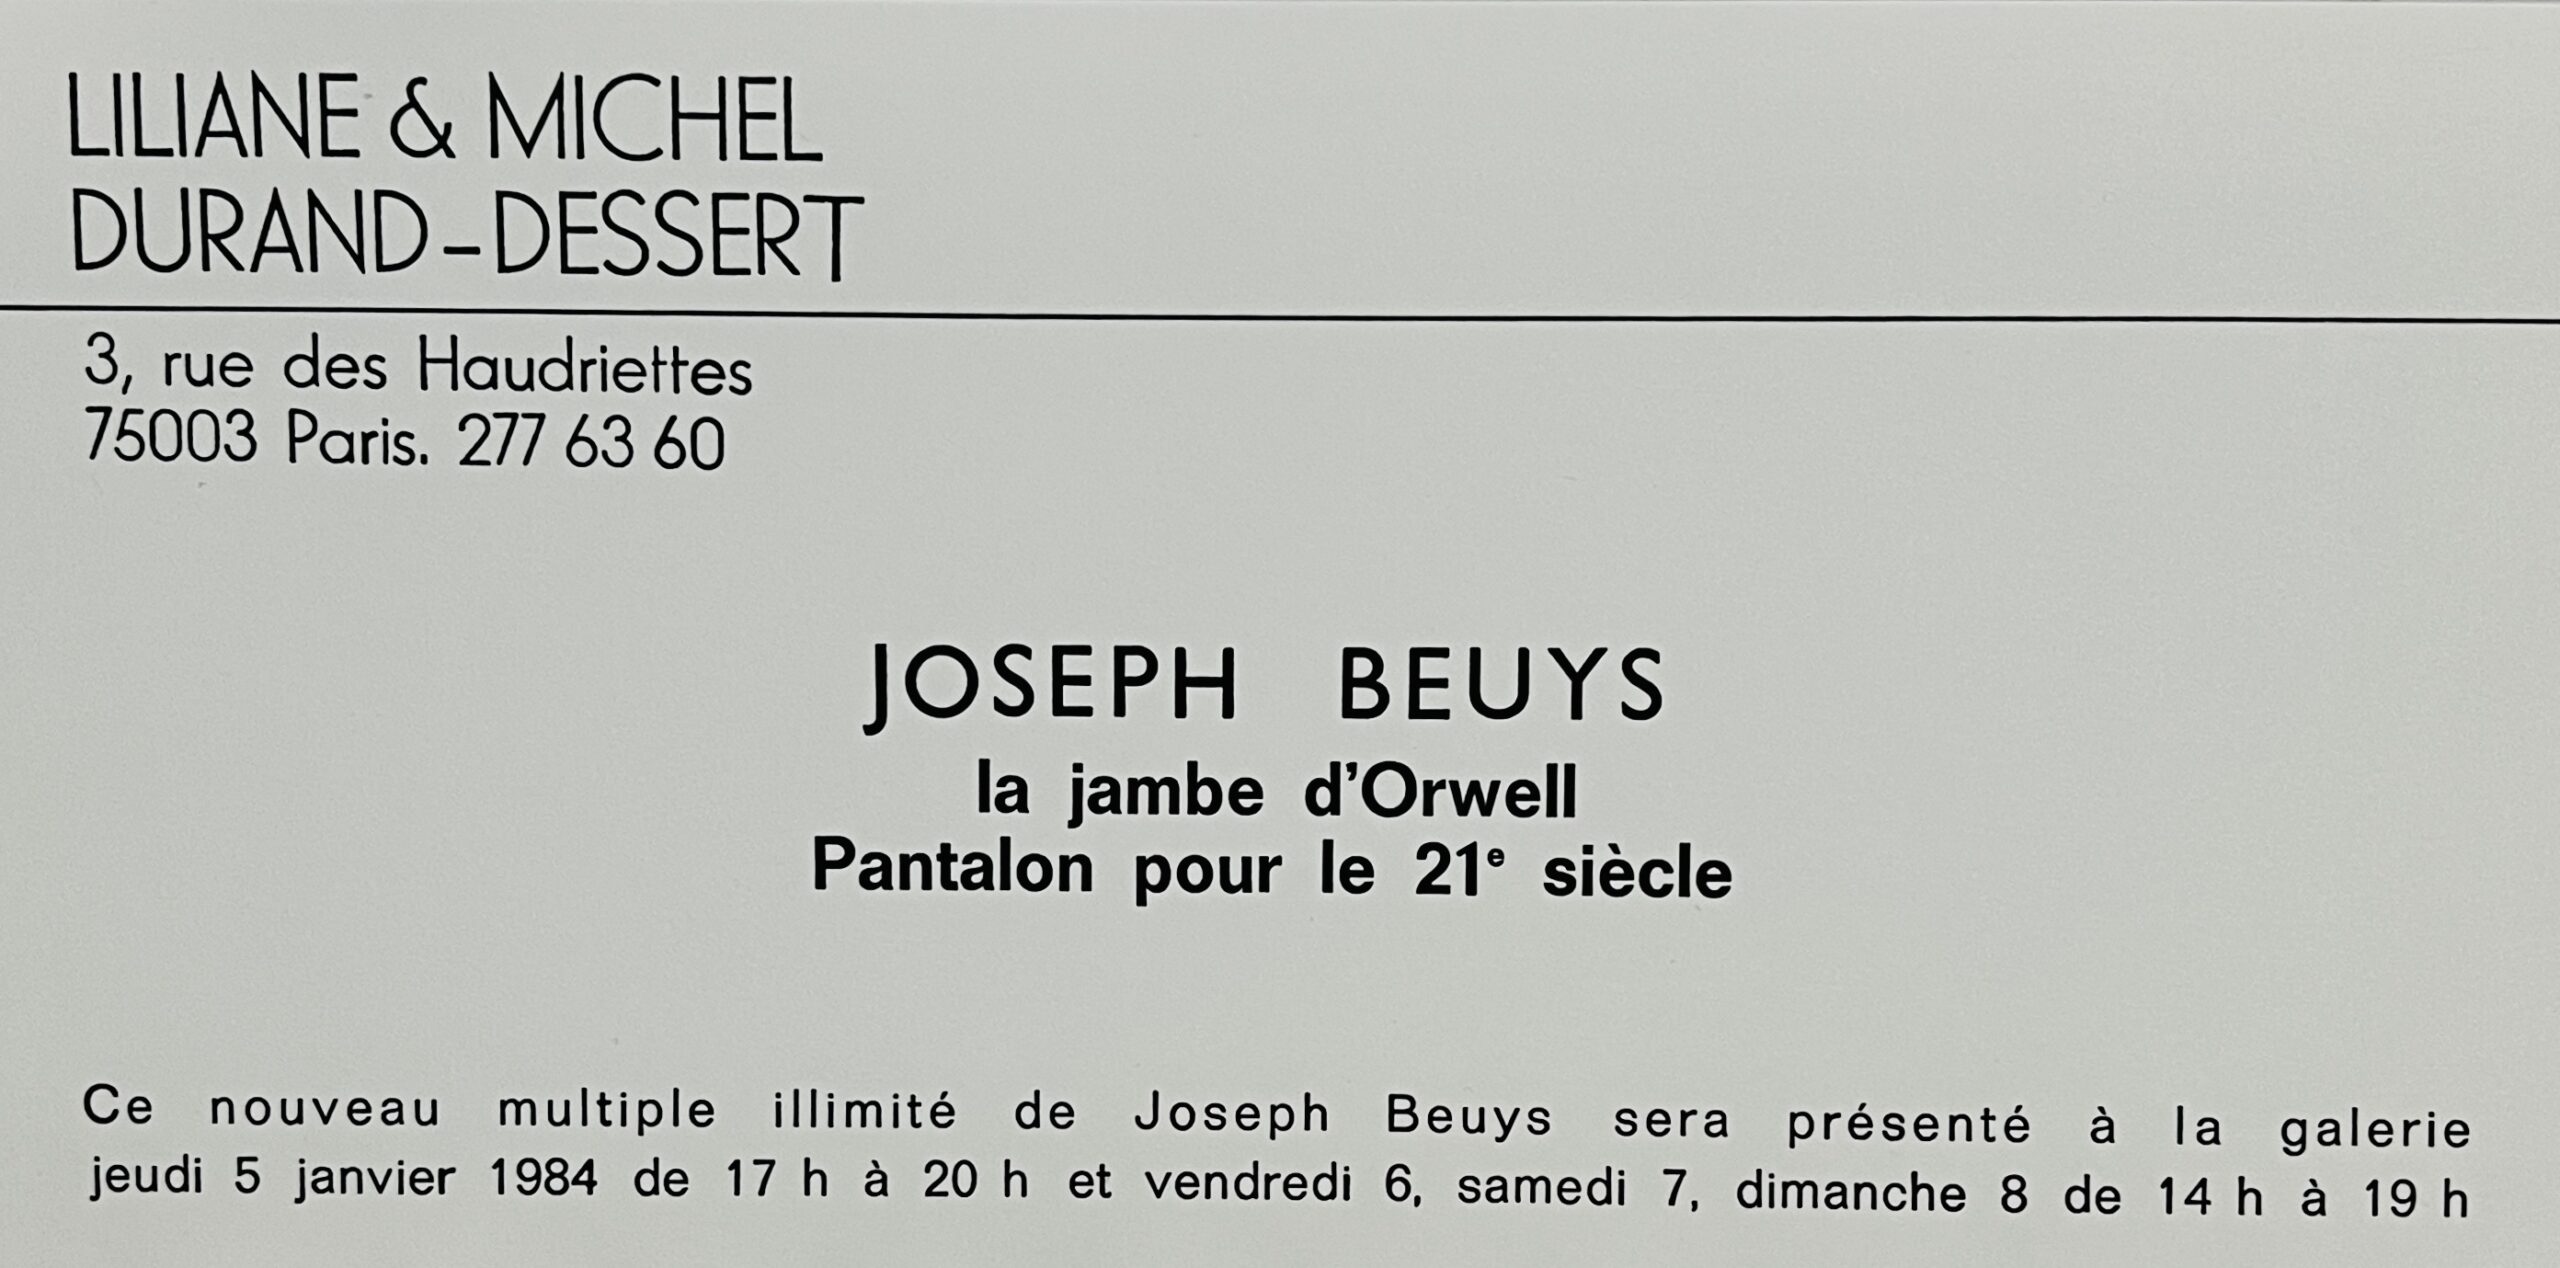 LILIANE & MICHEL
DURAND-DESSERT
3, rue des Haudriettes
75003 Paris. 277 63 60
JOSEPH BEUYS
la jambe d'Orwell
Pantalon pour le 21e siècle
Ce nouveau multiple illimité de Joseph Beuys sera présenté à la galerie
jeudi 5 janvier 1984 de 17 h à 20 h et vendredi 6, samedi 7, dimanche 8 de 14 h à 19 h